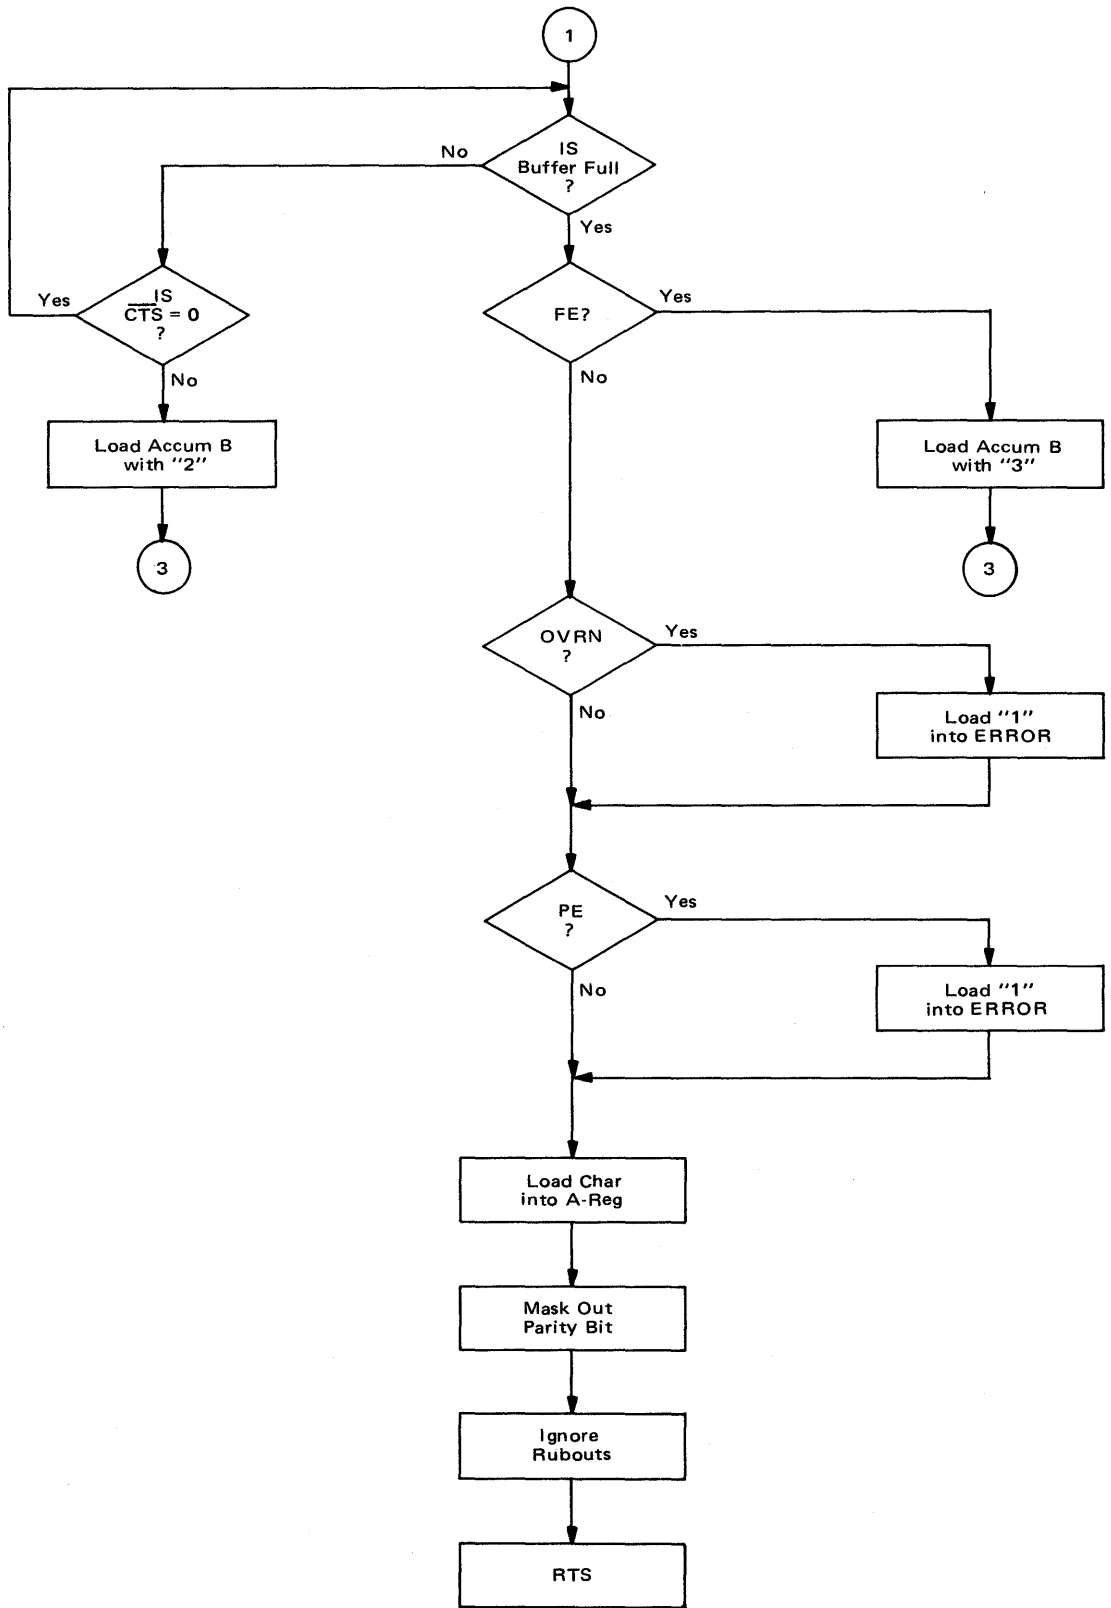 1
IS
Buffer Full
?
No
Yes
IS
C̅T̅S̅ = 0
?
Yes
No
FE?
Yes
No
Load Accum B
with "2"
Load Accum B
with "3"
3
3
OVRN
?
Yes
No
Load "1"
into ERROR
PE
?
Yes
No
Load "1"
into ERROR
Load Char
into A-Reg
Mask Out
Parity Bit
Ignore
Rubouts
RTS